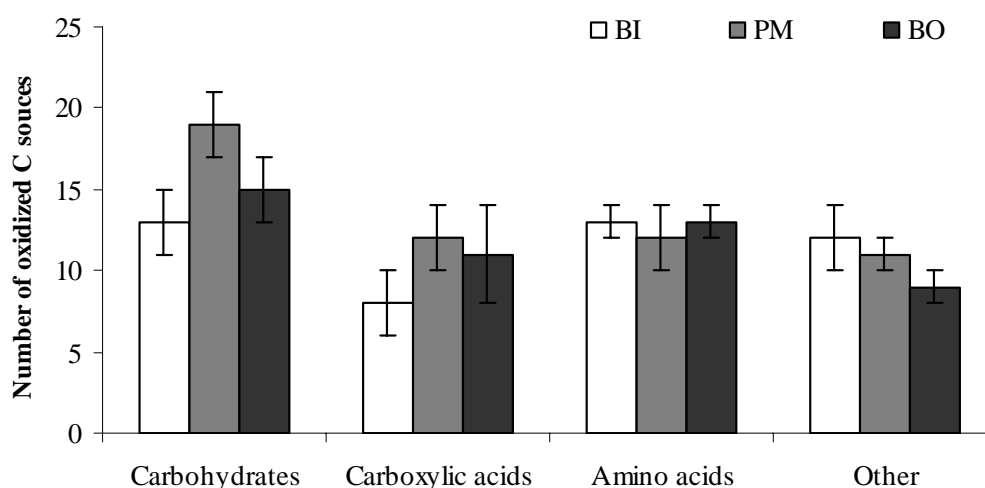 25
20
15
10
5
0
Number of oxidized C souces
BI PM BO
Carbohydrates Carboxylic acids Amino acids Other